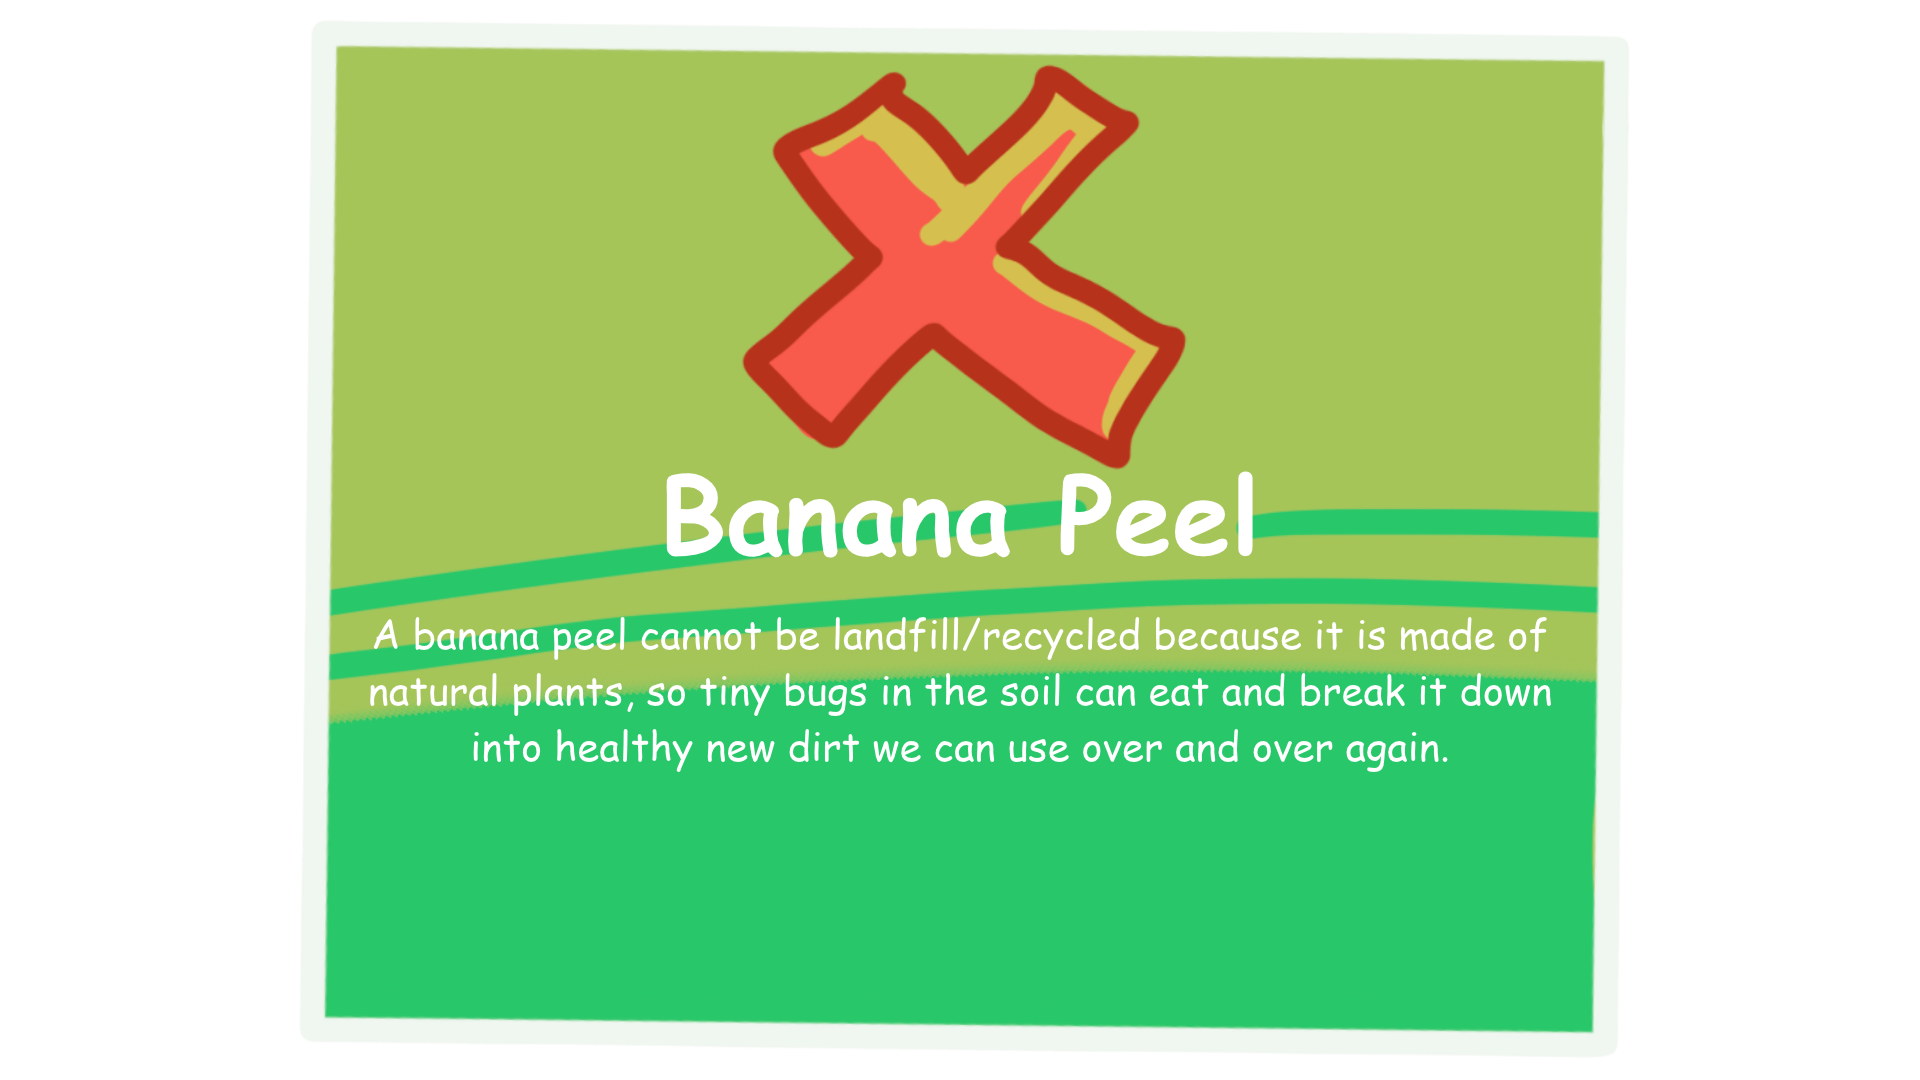 Banana Peel
A banana peel cannot be landfill/recycled because it is made of
natural plants, so tiny bugs in the soil can eat and break it down
into healthy new dirt we can use over and over again.